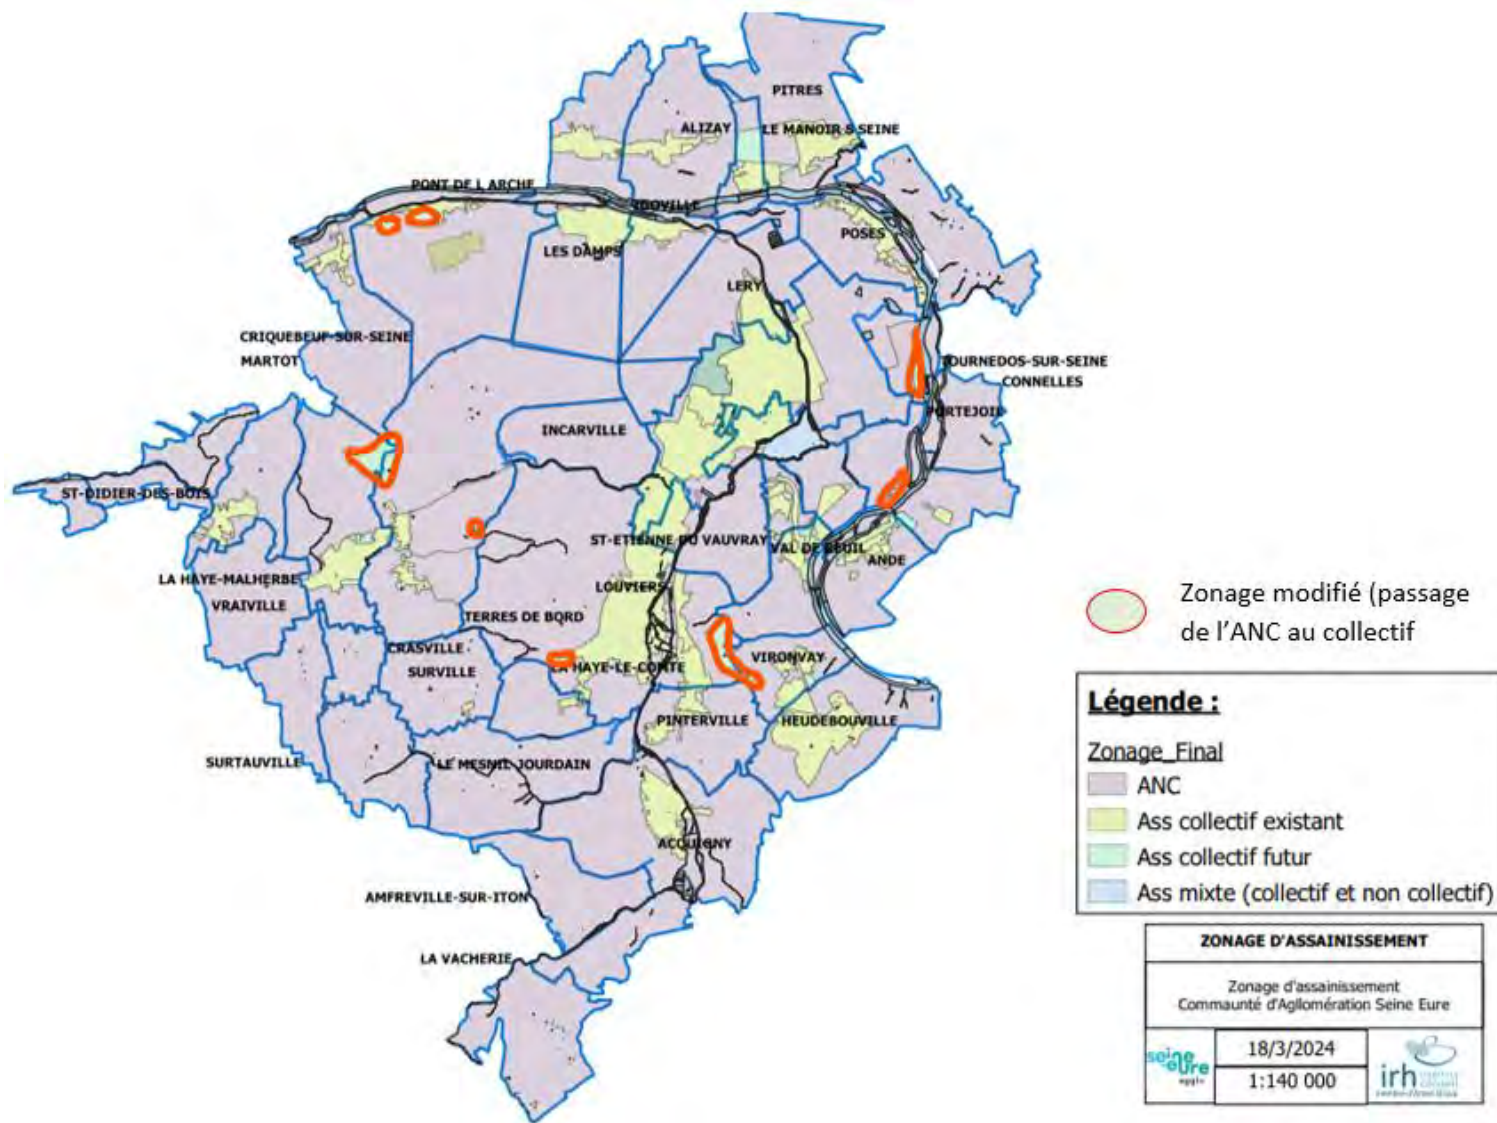 PITRES
ALIZAY
LE MANOIR S SEINE
PONT DE L ARCHE
IGOVILLE
POSES
LES DAMPS
LERY
CRIQUEBEUF-SUR-SEINE
MARTOT
TOURNEDOS-SUR-SEINE
CONNELLES
PORTEJOIE
INCARVILLE
ST-DIDIER-DES-BOIS
ST-ETIENNE DU VAUVRAY
VAL DE REUIL
ANDE
LA HAYE-MALHERBE
VRAIVILLE
LOUVIERS
TERRES DE BORD
CRASVILLE
SURVILLE
LA HAYE-LE-COMTE
VIRONVAY
PINTERVILLE
HEUDEBOUVILLE
SURTAUVILLE
LE MESNIL-JOURDAIN
ACQUIGNY
AMFREVILLE-SUR-ITON
LA VACHERIE
Zonage modifié (passage
de l'ANC au collectif
Légende :
Zonage_Final
ANC
Ass collectif existant
Ass collectif futur
Ass mixte (collectif et non collectif)
ZONAGE D'ASSAINISSEMENT
Zonage d'assainissement
Commaunté d'Agllomération Seine Eure
seine
eure
agglo
18/3/2024
1:140 000
irh